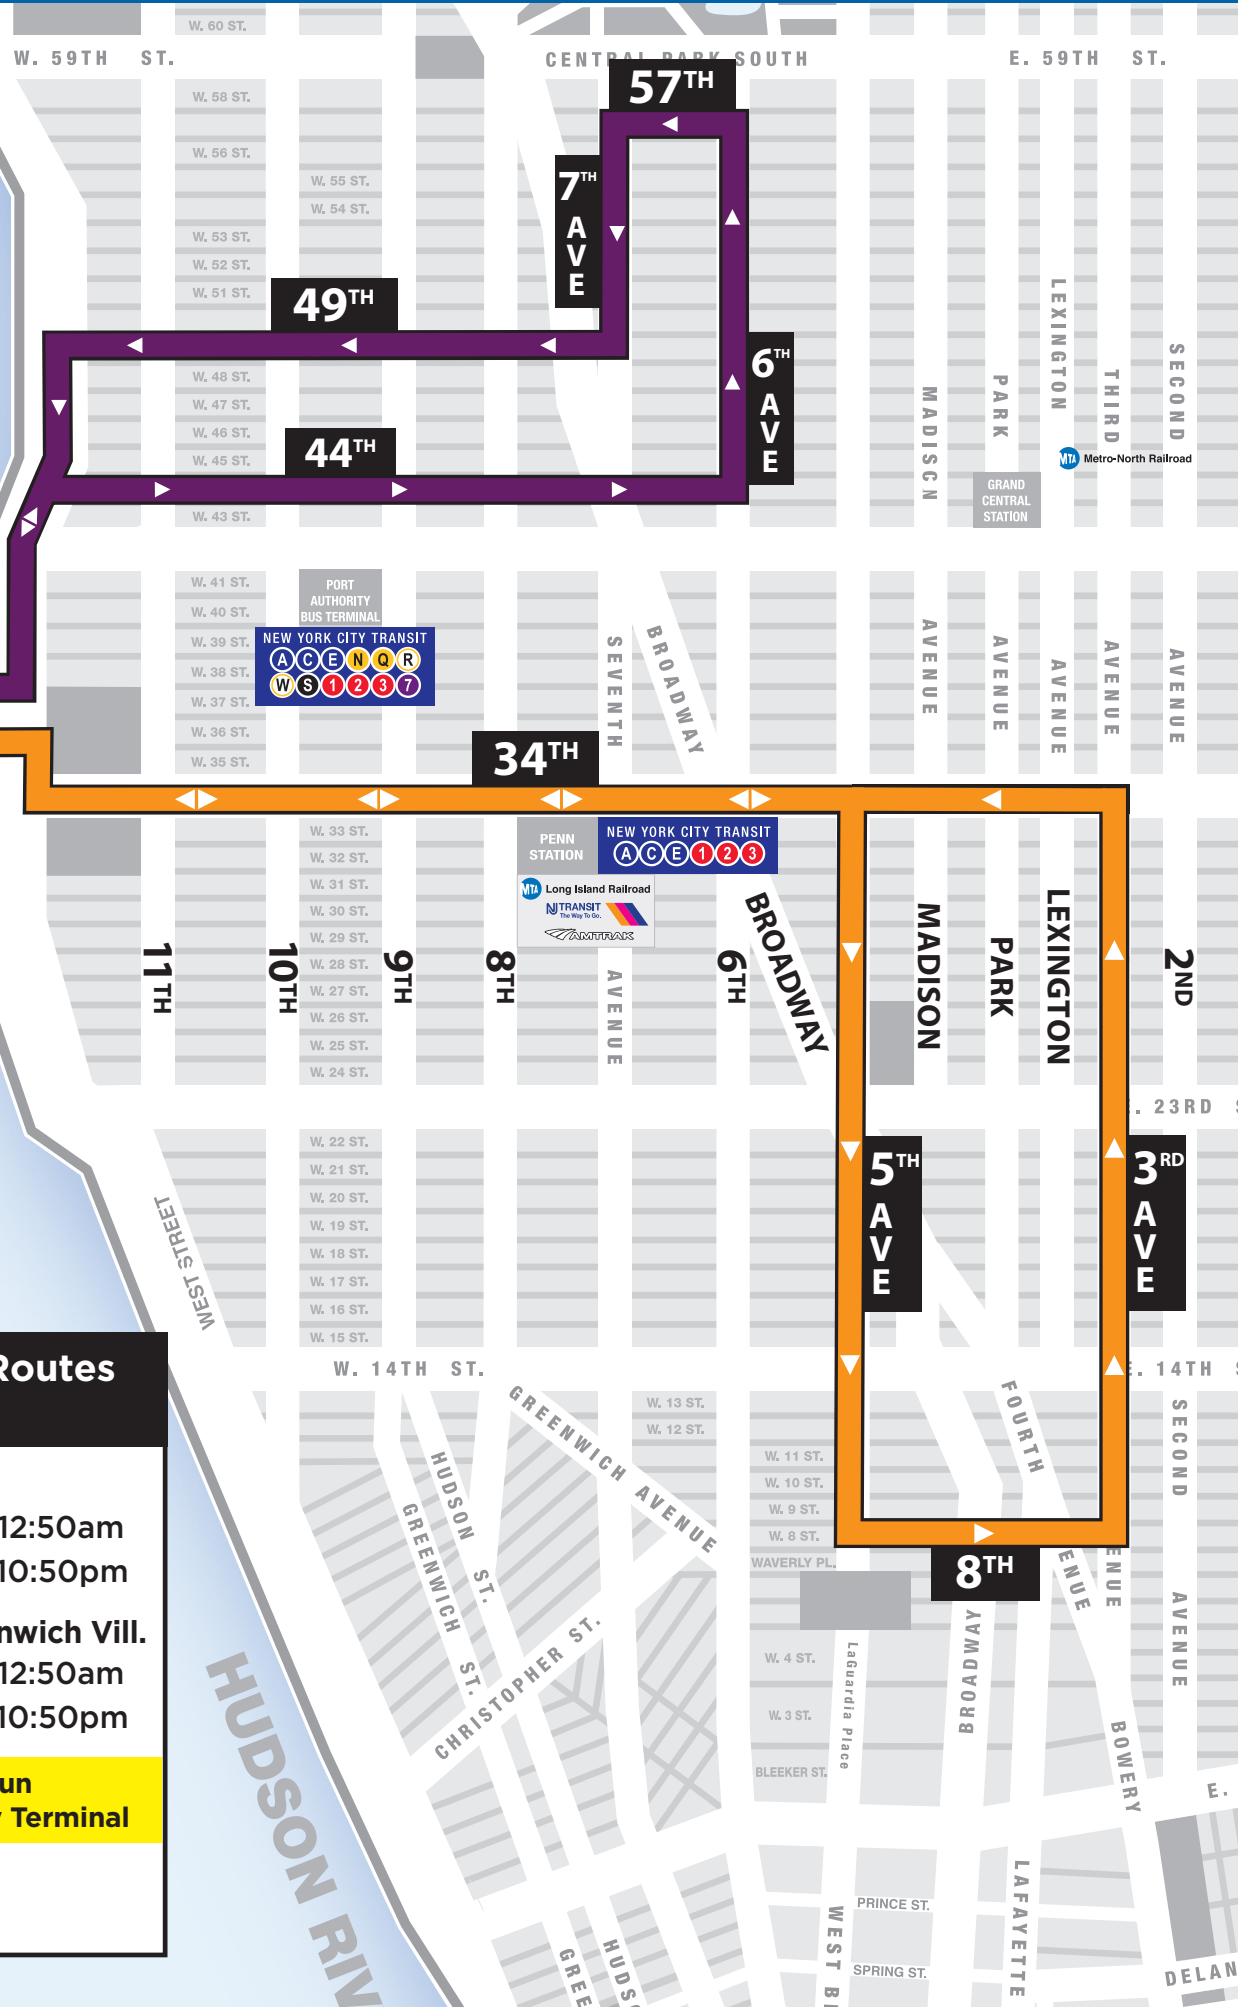 W. 60 ST.
W. 59TH ST.
CENTRAL PARK SOUTH
E. 59TH ST.
57TH
W. 58 ST.
W. 56 ST.
W. 55 ST.
W. 54 ST.
7TH AVE
W. 53 ST.
W. 52 ST.
W. 51 ST.
49TH
LEXINGTON
6TH AVE
W. 48 ST.
W. 47 ST.
W. 46 ST.
W. 45 ST.
44TH
MADISON
PARK
THIRD
SECOND
MTA Metro-North Railroad
GRAND
CENTRAL
STATION
W. 43 ST.
W. 41 ST.
W. 40 ST.
W. 39 ST.
W. 38 ST.
W. 37 ST.
W. 36 ST.
W. 35 ST.
PORT
AUTHORITY
BUS TERMINAL
NEW YORK CITY TRANSIT
A C E N Q R
W S 1 2 3 7
SEVENTH
BROADWAY
AVENUE
AVENUE
AVENUE
AVENUE
AVENUE
34TH
W. 33 ST.
W. 32 ST.
W. 31 ST.
W. 30 ST.
W. 29 ST.
W. 28 ST.
W. 27 ST.
W. 26 ST.
W. 25 ST.
W. 24 ST.
PENN
STATION
NEW YORK CITY TRANSIT
A C E 1 2 3
MTA Long Island Railroad
NJ TRANSIT
The Way To Go.
AMTRAK
11TH
10TH
9TH
8TH
AVENUE
6TH
BROADWAY
MADISON
PARK
LEXINGTON
2ND
E. 23RD S
5TH AVE
3RD AVE
W. 22 ST.
W. 21 ST.
W. 20 ST.
W. 19 ST.
W. 18 ST.
W. 17 ST.
W. 16 ST.
W. 15 ST.
WEST STREET
W. 14TH ST.
E. 14TH S
W. 13 ST.
W. 12 ST.
W. 11 ST.
W. 10 ST.
W. 9 ST.
W. 8 ST.
WAVERLY PL.
GREENWICH AVENUE
HUDSON ST.
GREENWICH ST.
CHRISTOPHER ST.
FOURTH
ENUE
ENUE
SECOND
AVENUE
8TH
BROADWAY
LaGuardia Place
W. 4 ST.
W. 3 ST.
BLEEKER ST.
BOWERY
E.
LAFAYETTE
PRINCE ST.
WEST B
SPRING ST.
DELAN
GREE
HUDS
HUDSON RIV
Routes
12:50am
10:50pm
nwich Vill.
12:50am
10:50pm
un
Terminal